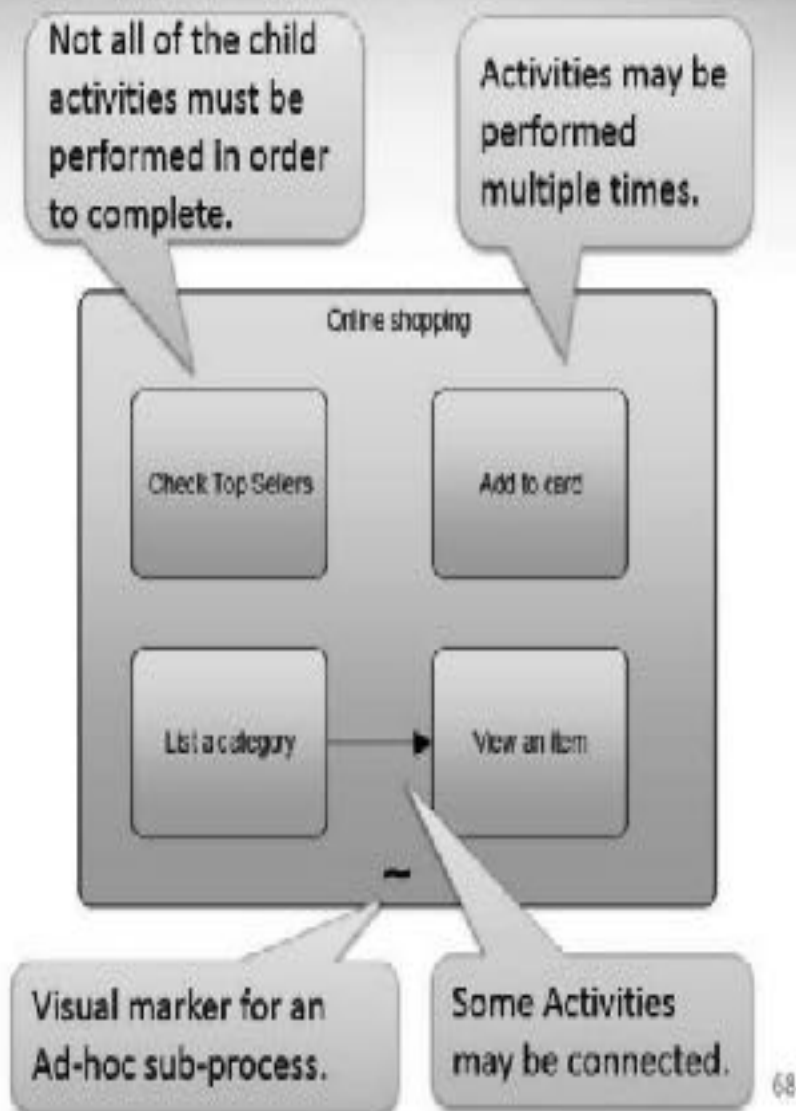 Not all of the child
activities must be
performed in order
to complete.
Activities may be
performed
multiple times.
Online shopping
Check Top Sellers
Add to card
List a category
View an item
~
Visual marker for an
Ad-hoc sub-process.
Some Activities
may be connected.
68